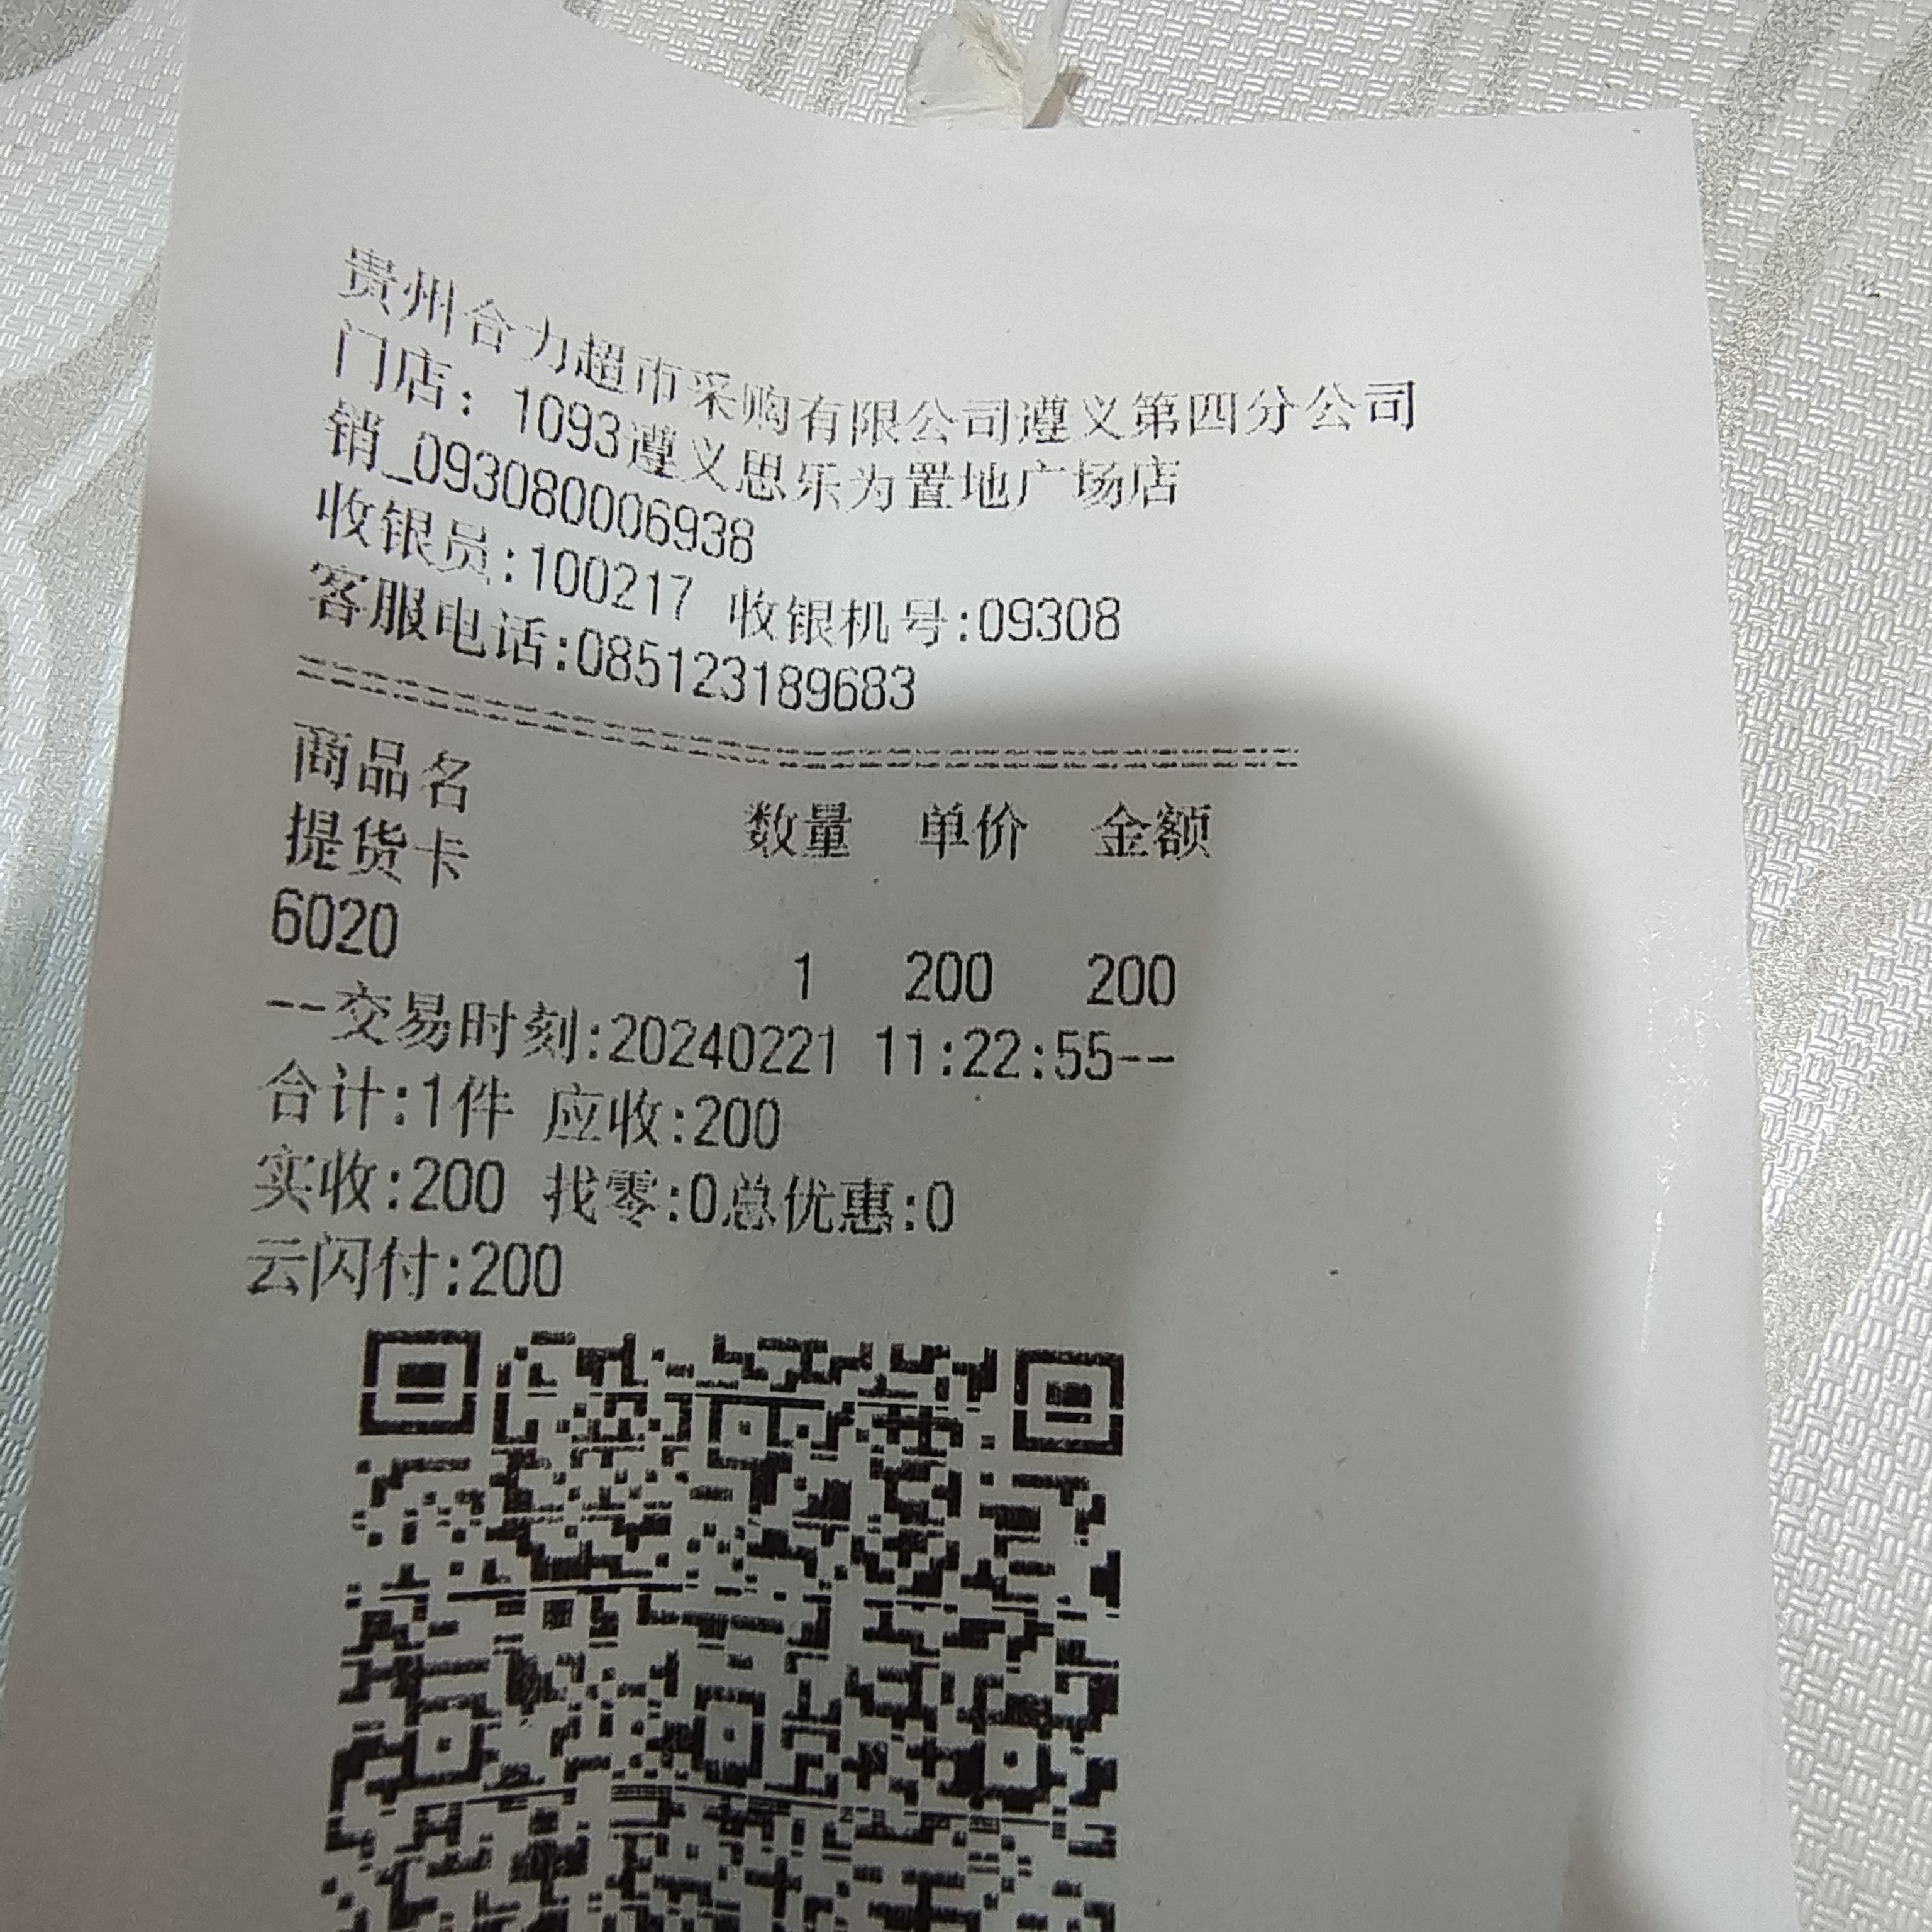 贵州合力超市采购有限公司遵义第四分公司
门店：1093遵义思乐为置地广场店
销_093080006938
收银员:100217 收银机号:09308
客服电话:085123189683
商品名 数量 单价 金额
提货卡
6020 1 200 200
--交易时刻:20240221 11:22:55--
合计:1件 应收:200
实收:200 找零:0总优惠:0
云闪付:200